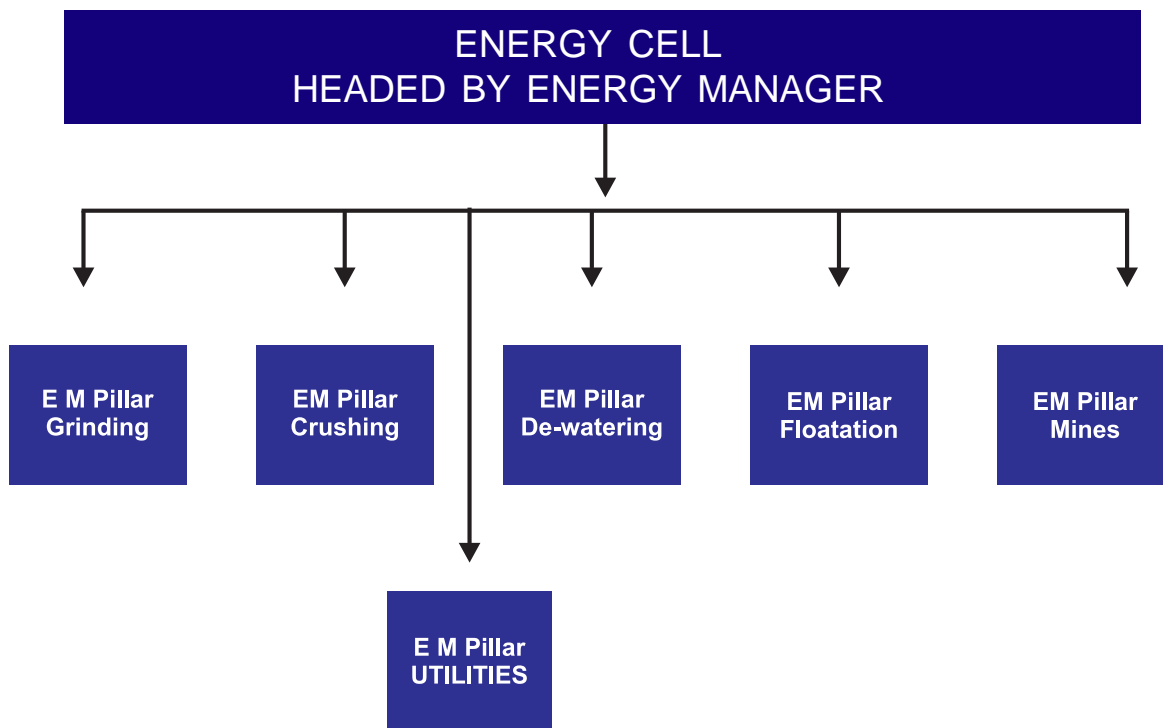 ENERGY CELL
HEADED BY ENERGY MANAGER
E M Pillar
Grinding
EM Pillar
Crushing
EM Pillar
De-watering
EM Pillar
Floatation
EM Pillar
Mines
E M Pillar
UTILITIES